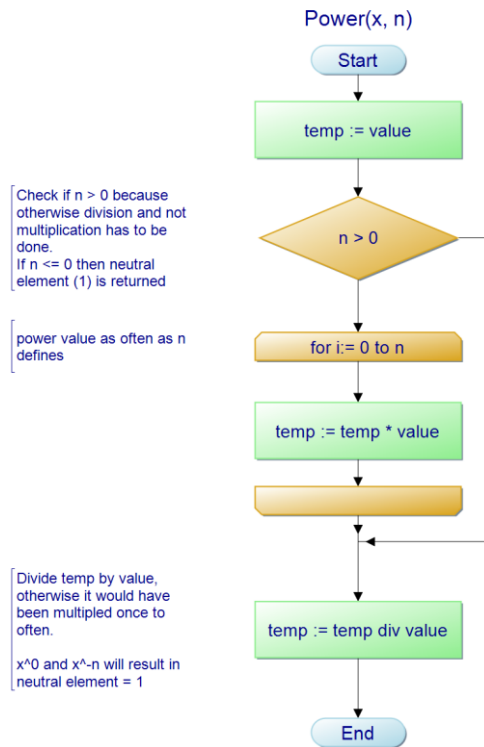 Power(x, n)
Start
temp := value
Check if n > 0 because
otherwise division and not
multiplication has to be
done.
If n <= 0 then neutral
element (1) is returned
n > 0
power value as often as n
defines
for i:= 0 to n
temp := temp * value
Divide temp by value,
otherwise it would have
been multipled once to
often.
x^0 and x^-n will result in
neutral element = 1
temp := temp div value
End